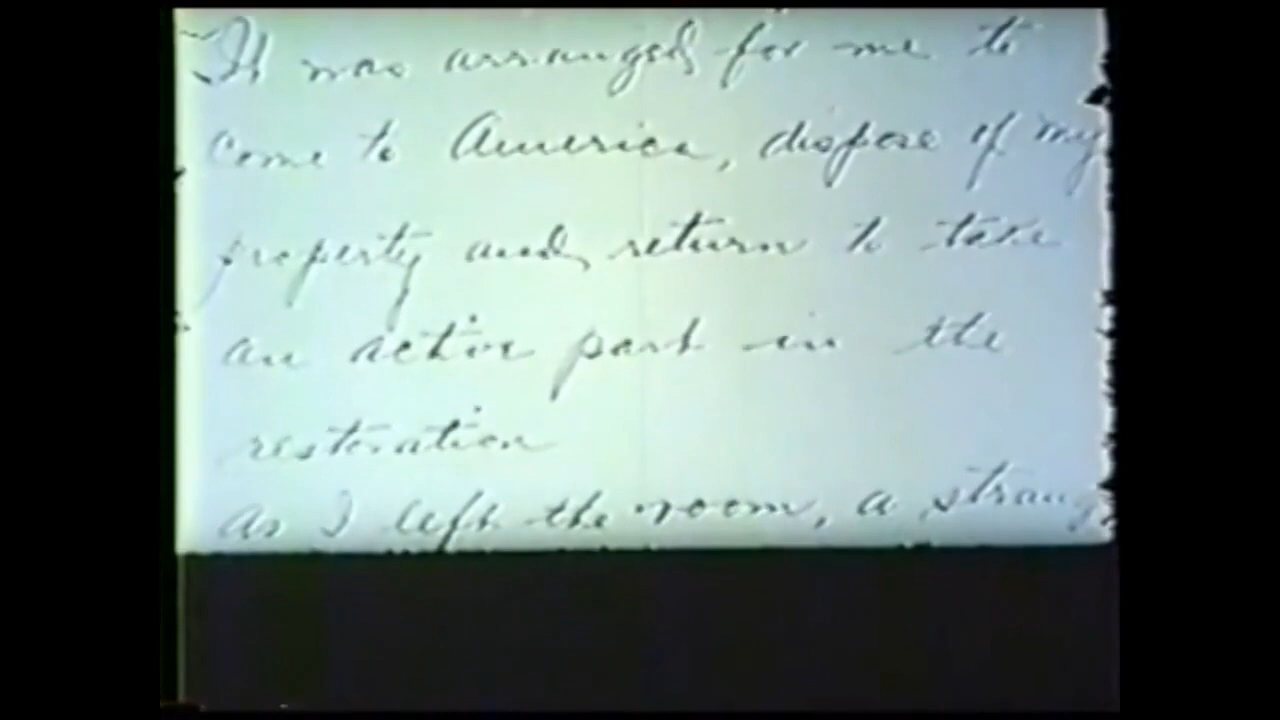 It was arranged for me to
come to America, dispose of my
property and return to take
an active part in the
restoration
as I left the room, a strang